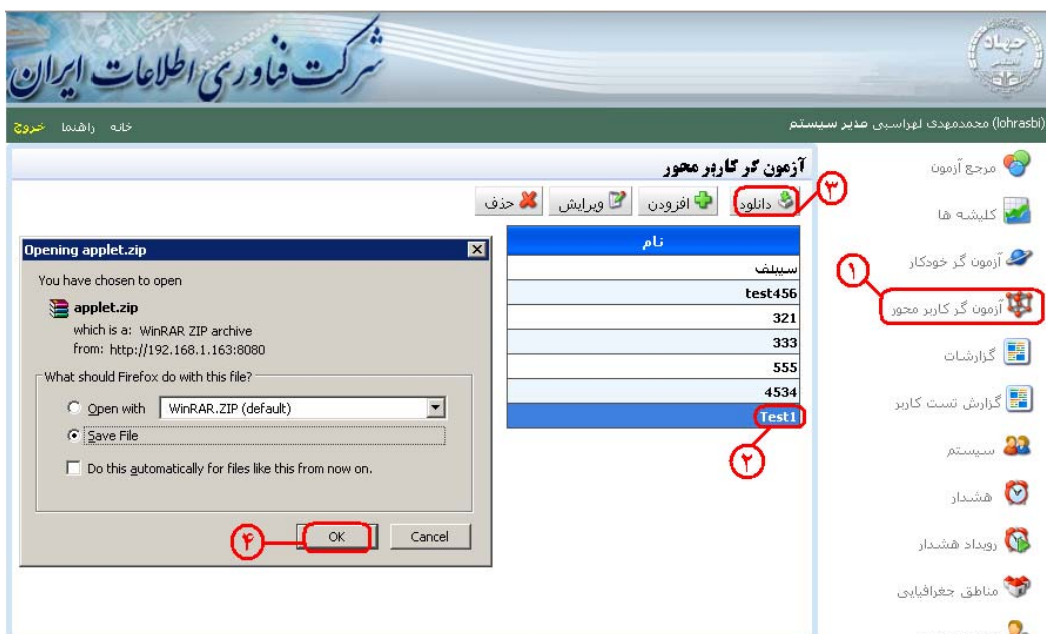 شرکت فناوری اطلاعات ایران
جهاد
(lohrasbi) محمدمهدی لهراسبی مدیر سیستم
خانه راهنما خروج
مرجع آزمون
کلیشه ها
آزمون گر خودکار
آزمون گر کاربر محور
گزارشات
گزارش تست کاربر
سیستم
هشدار
رویداد هشدار
مناطق جغرافیایی
۱
آزمون گر کاربر محور
دانلود افزودن ویرایش حذف
۳
نام
سیبلف
test456
321
333
555
4534
Test1
۲
Opening applet.zip
You have chosen to open
applet.zip
which is a: WinRAR ZIP archive
from: http://192.168.1.163:8080
What should Firefox do with this file?
Open with WinRAR.ZIP (default)
Save File
Do this automatically for files like this from now on.
OK Cancel
۴